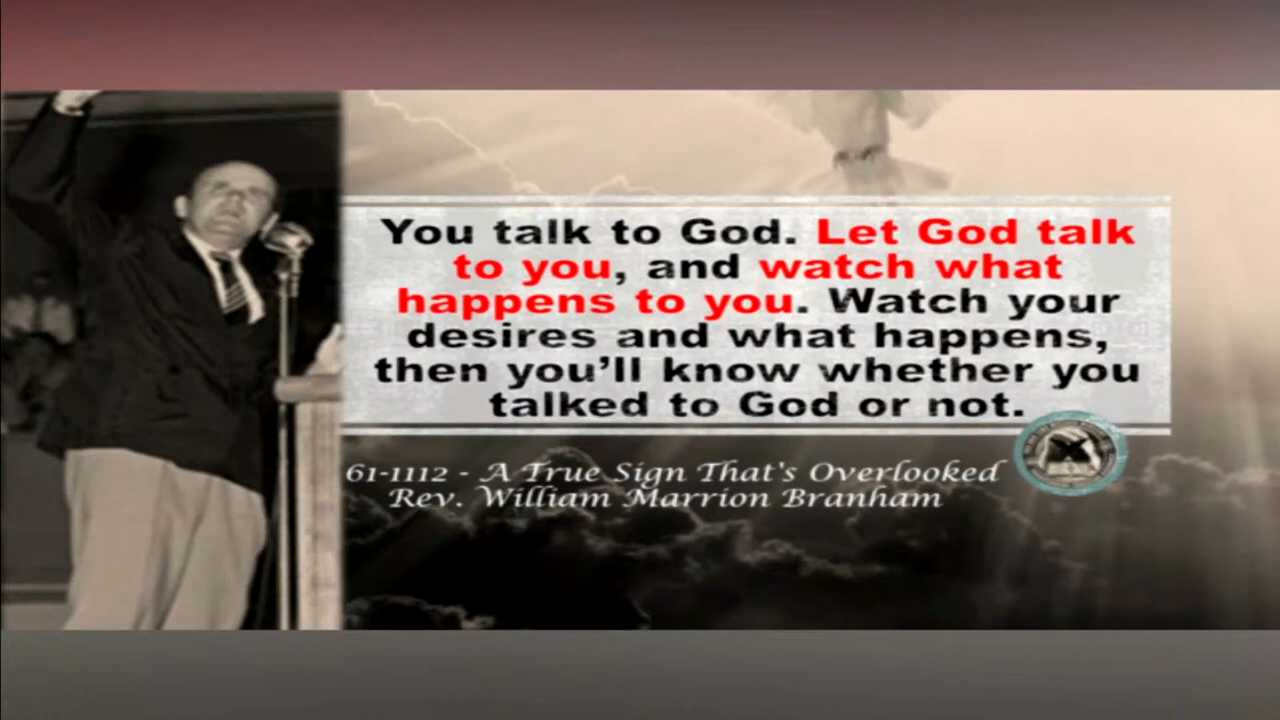 You talk to God. Let God talk
to you, and watch what
happens to you. Watch your
desires and what happens,
then you’ll know whether you
talked to God or not.
61-1112 - A True Sign That's Overlooked
Rev. William Marrion Branham